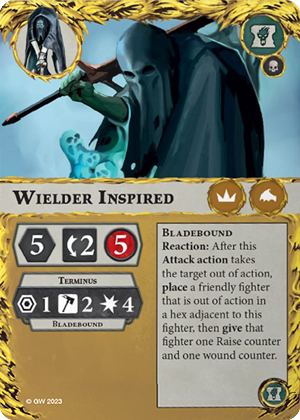 Wielder Inspired
5 2 5
Terminus
1 2 4
Bladebound
Bladebound
Reaction: After this
Attack action takes
the target out of action,
place a friendly fighter
that is out of action in
a hex adjacent to this
fighter, then give that
fighter one Raise counter
and one wound counter.
© GW 2023